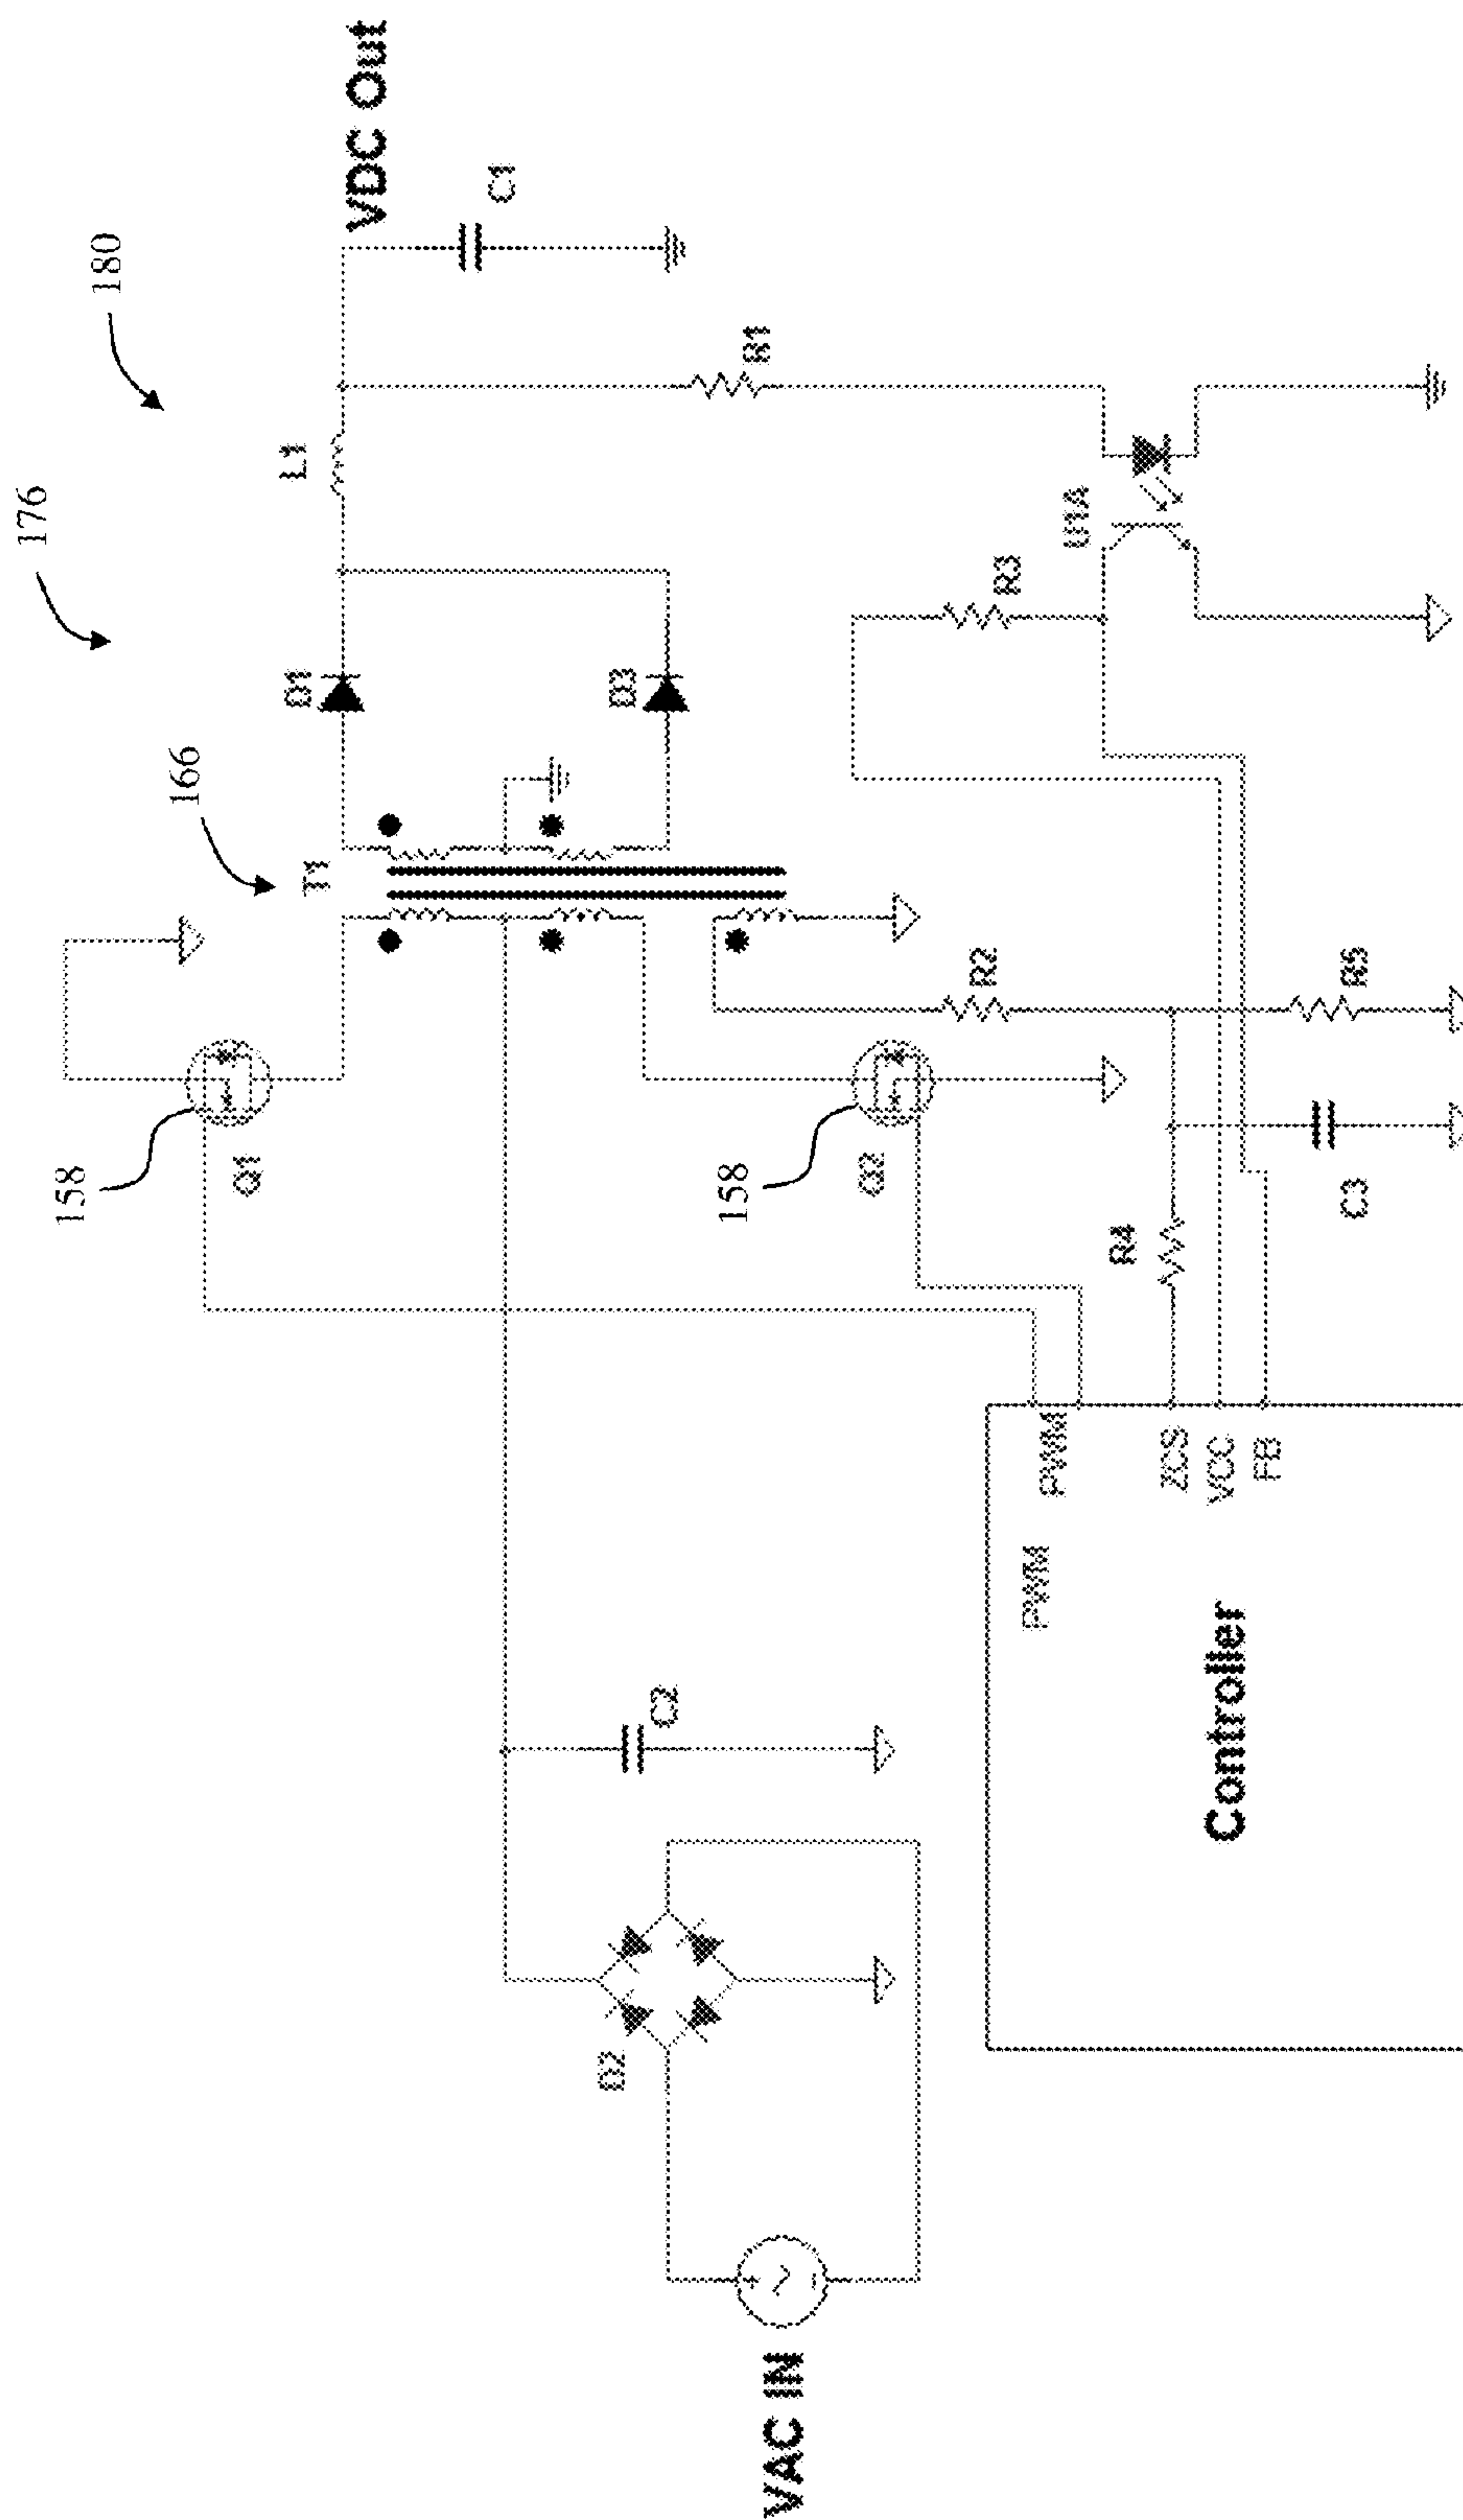 176
180
166
158
Q1
T1
D1
L1
VDC Out
C1
D3
R1
158
Q2
R2
R3
U1A
D2
C2
VAC IN
PWM
PWM
R4
ZCS
VCC
FB
C3
R5
Controller